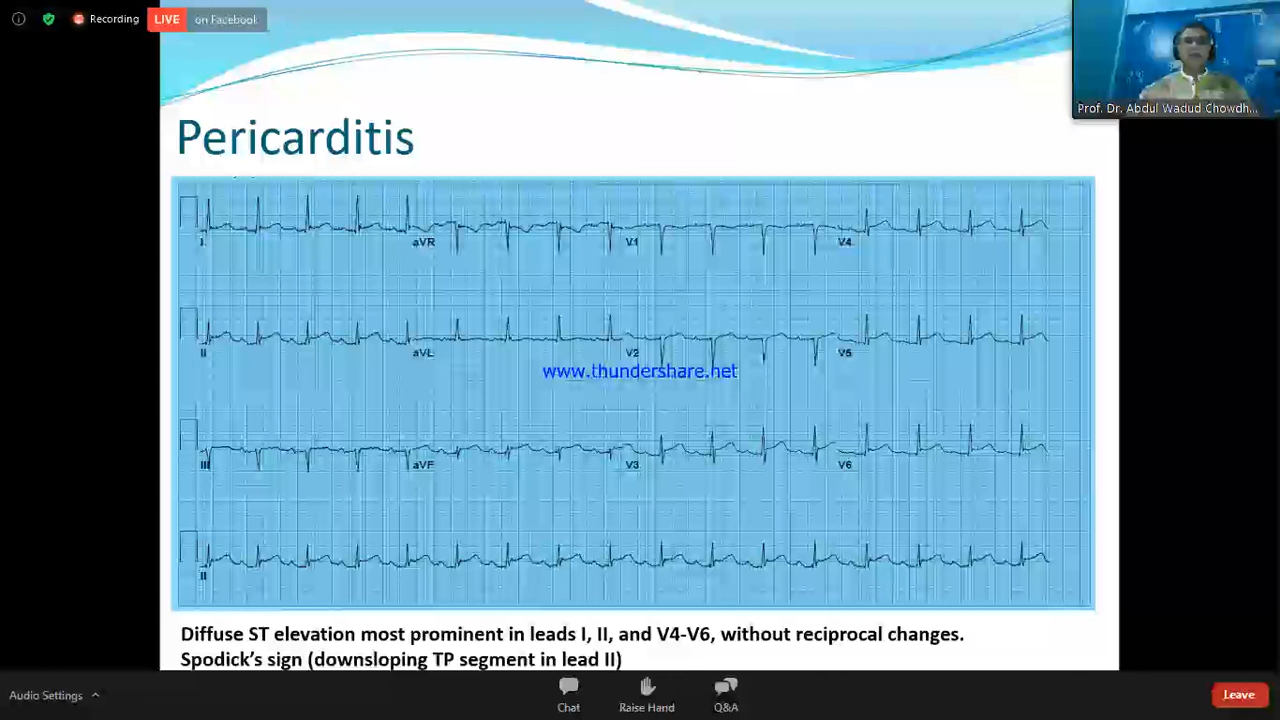 Recording
LIVE on Facebook
Prof. Dr. Abdul Wadud Chowdh...
Pericarditis
I aVR V1 V4
II aVL V2 V5
www.thundershare.net
III aVF V3 V6
II
Diffuse ST elevation most prominent in leads I, II, and V4-V6, without reciprocal changes.
Spodick's sign (downsloping TP segment in lead II)
Audio Settings
Chat
Raise Hand
Q&A
Leave